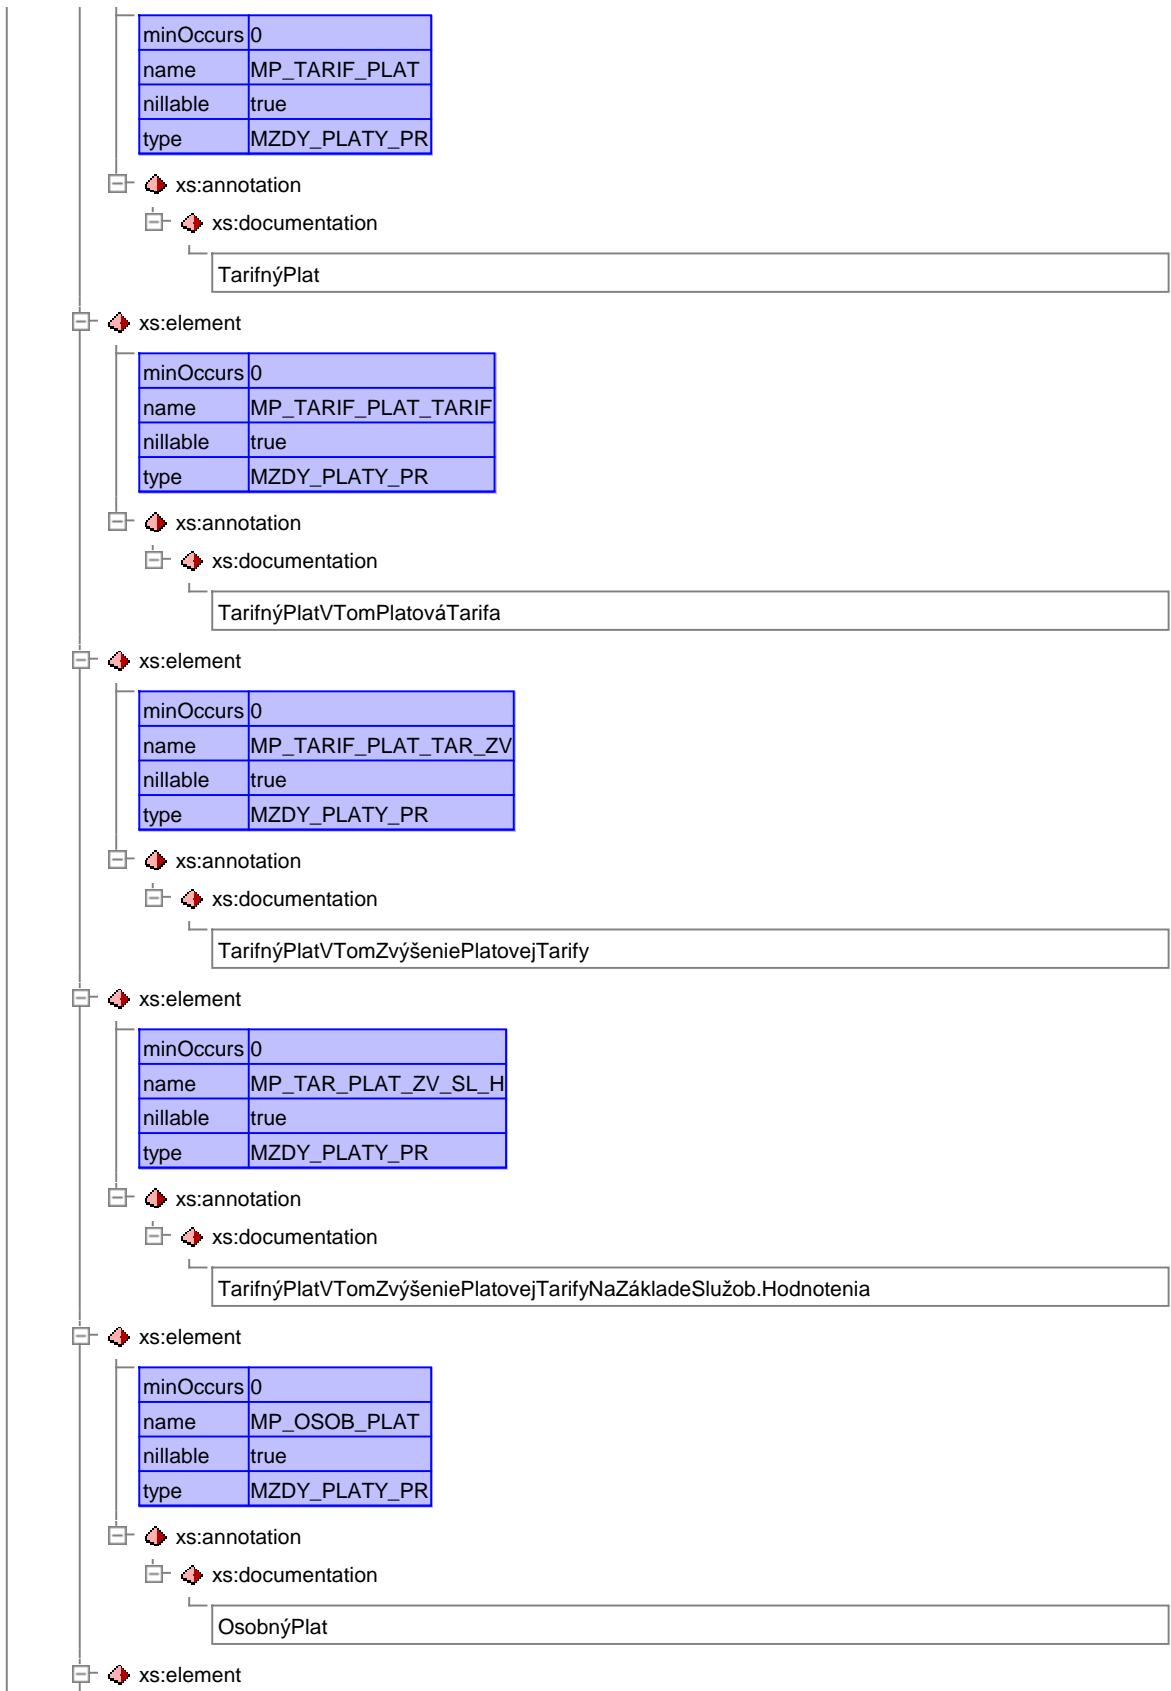 minOccurs 0
name MP_TARIF_PLAT
nillable true
type MZDY_PLATY_PR
xs:annotation
xs:documentation
TarifnýPlat
xs:element
minOccurs 0
name MP_TARIF_PLAT_TARIF
nillable true
type MZDY_PLATY_PR
xs:annotation
xs:documentation
TarifnýPlatVTomPlatováTarifa
xs:element
minOccurs 0
name MP_TARIF_PLAT_TAR_ZV
nillable true
type MZDY_PLATY_PR
xs:annotation
xs:documentation
TarifnýPlatVTomZvýšeniePlatovejTarify
xs:element
minOccurs 0
name MP_TAR_PLAT_ZV_SL_H
nillable true
type MZDY_PLATY_PR
xs:annotation
xs:documentation
TarifnýPlatVTomZvýšeniePlatovejTarifyNaZákladeSlužob.Hodnotenia
xs:element
minOccurs 0
name MP_OSOB_PLAT
nillable true
type MZDY_PLATY_PR
xs:annotation
xs:documentation
OsobnýPlat
xs:element